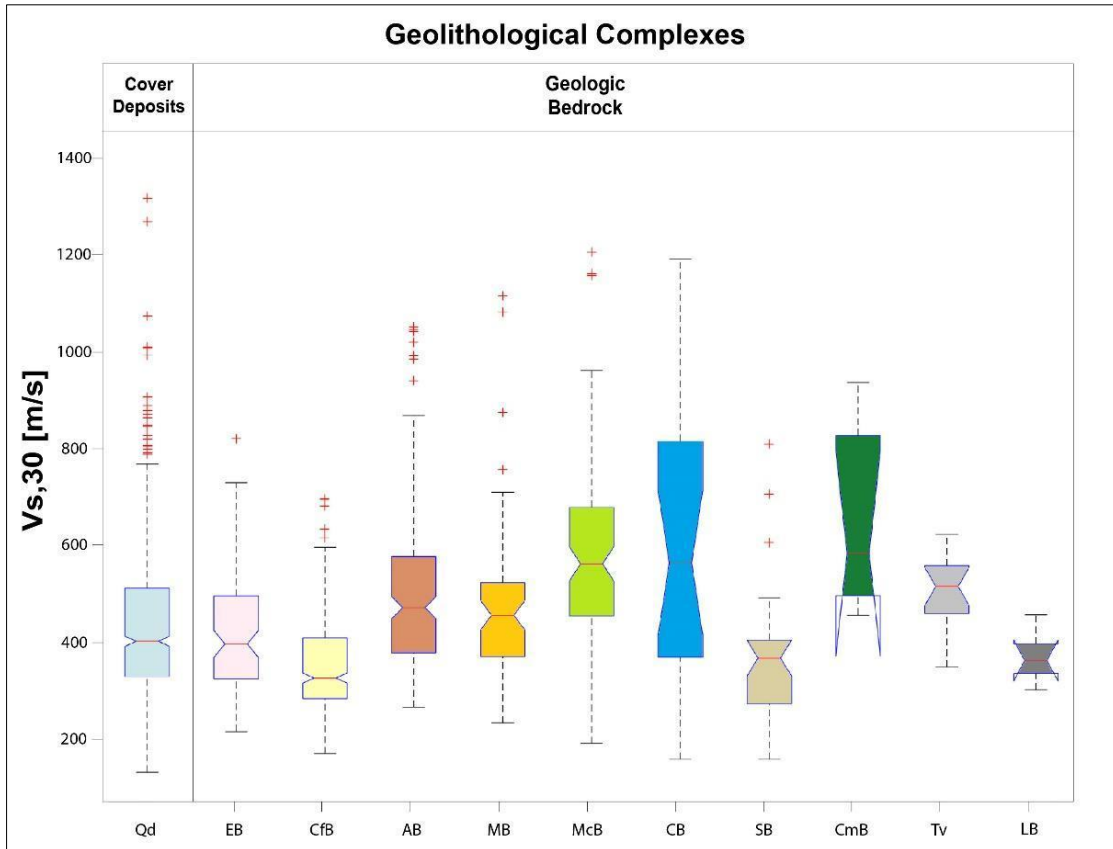 Geolithological Complexes
Cover
Deposits
Geologic
Bedrock
Vs,30 [m/s]
1400
1200
1000
800
600
400
200
Qd EB CfB AB MB McB CB SB CmB Tv LB